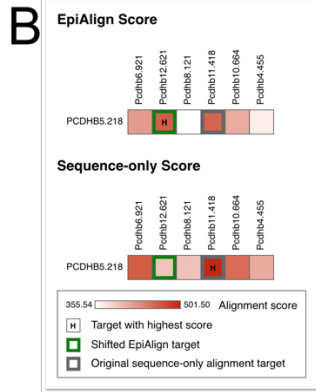 B
EpiAlign Score
Pcdhb6.921
Pcdhb12.621
Pcdhb8.121
Pcdhb11.418
Pcdhb10.664
Pcdhb4.455
PCDHB5.218
H
Sequence-only Score
Pcdhb6.921
Pcdhb12.621
Pcdhb8.121
Pcdhb11.418
Pcdhb10.664
Pcdhb4.455
PCDHB5.218
H
355.54 501.50 Alignment score
H Target with highest score
Shifted EpiAlign target
Original sequence-only alignment target